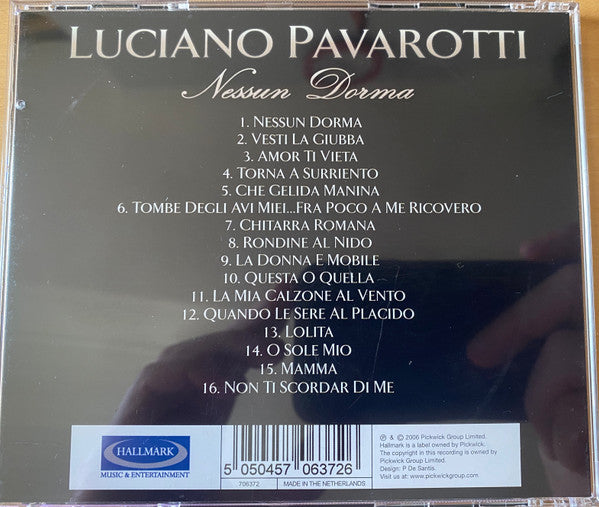 LUCIANO PAVAROTTI
Nessun Dorma
1. NESSUN DORMA
2. VESTI LA GIUBBA
3. AMOR TI VIETA
4. TORNA A SURRIENTO
5. CHE GELIDA MANINA
6. TOMBE DEGLI AVI MIEI...FRA POCO A ME RICOVERO
7. CHITARRA ROMANA
8. RONDINE AL NIDO
9. LA DONNA E MOBILE
10. QUESTA O QUELLA
11. LA MIA CALZONE AL VENTO
12. QUANDO LE SERE AL PLACIDO
13. LOLITA
14. O SOLE MIO
15. MAMMA
16. NON TI SCORDAR DI ME
HALLMARK
MUSIC & ENTERTAINMENT
5 050457 063726
706372 MADE IN THE NETHERLANDS
℗ & © 2006 Pickwick Group Limited.
Hallmark is a label owned by Pickwick.
The copyright in this recording is owned by
Pickwick Group Limited.
Design: P De Santis.
Visit us at: www.pickwickgroup.com